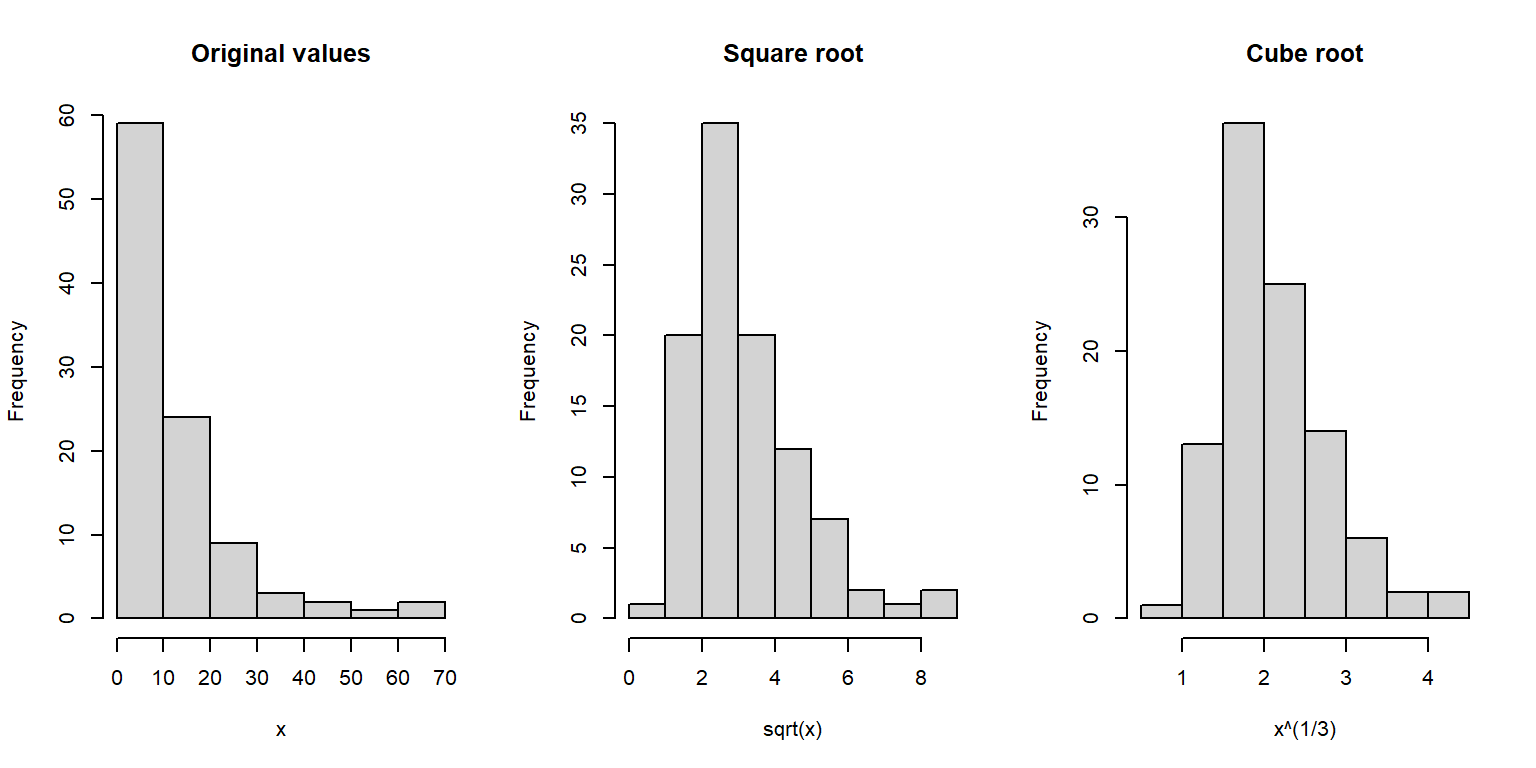 Original values
Frequency
60
50
40
30
20
10
0
0 10 20 30 40 50 60 70
x
Square root
Frequency
35
30
25
20
15
10
5
0
0 2 4 6 8
sqrt(x)
Cube root
Frequency
30
20
10
0
1 2 3 4
x^(1/3)